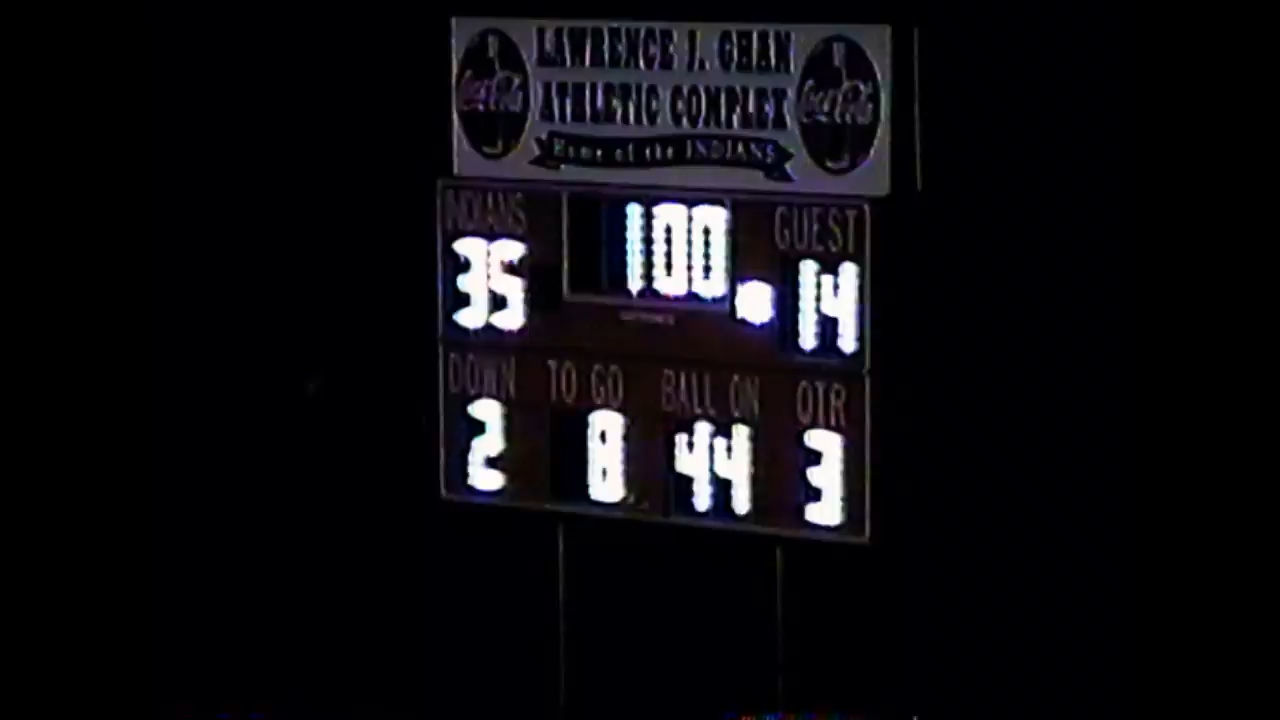 LAWRENCE J. GHAN
ATHLETIC COMPLEX
Coca-Cola
Coca-Cola
Home of the INDIANS
INDIANS
100
GUEST
35
14
DOWN TO GO BALL ON QTR
2 8 44 3